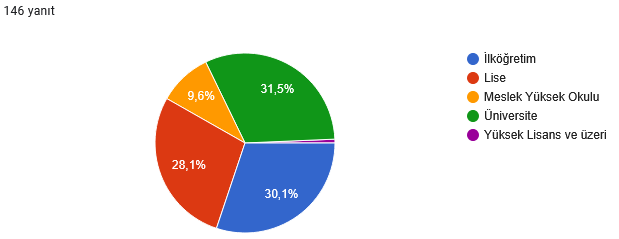 146 yanıt
İlköğretim
Lise
Meslek Yüksek Okulu
Üniversite
Yüksek Lisans ve üzeri
31,5%
9,6%
28,1%
30,1%